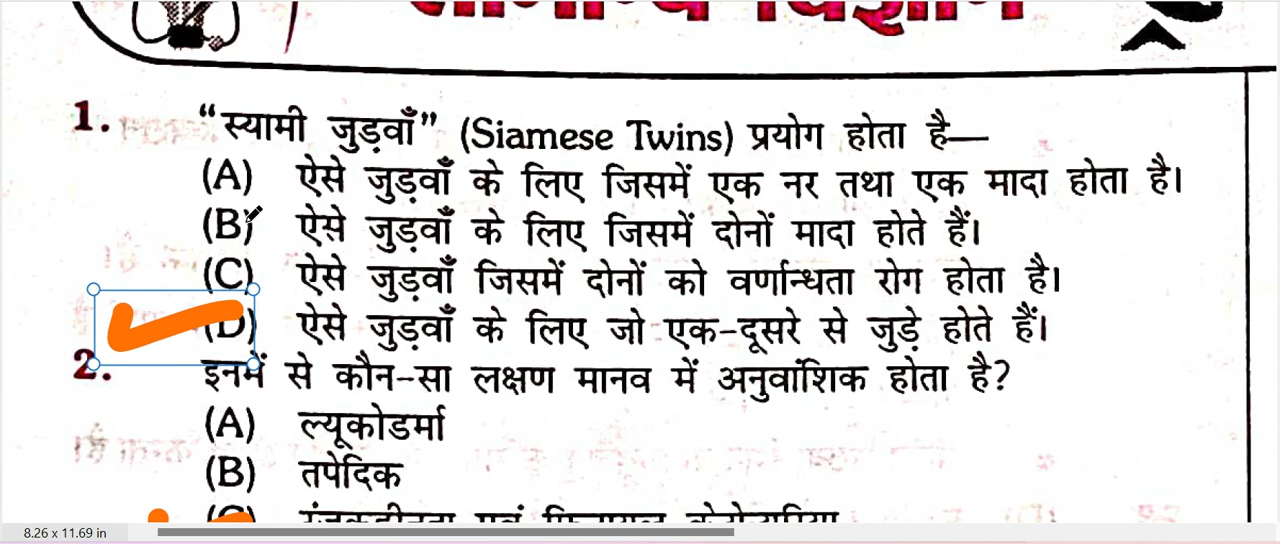 सामान्य विज्ञान
1. “स्यामी जुड़वाँ” (Siamese Twins) प्रयोग होता है—
(A) ऐसे जुड़वाँ के लिए जिसमें एक नर तथा एक मादा होता है।
(B) ऐसे जुड़वाँ के लिए जिसमें दोनों मादा होते हैं।
(C) ऐसे जुड़वाँ जिसमें दोनों को वर्णान्धता रोग होता है।
(D) ऐसे जुड़वाँ के लिए जो एक-दूसरे से जुड़े होते हैं।
2. इनमें से कौन-सा लक्षण मानव में अनुवांशिक होता है?
(A) ल्यूकोडर्मा
(B) तपेदिक
(C)
8.26 x 11.69 in